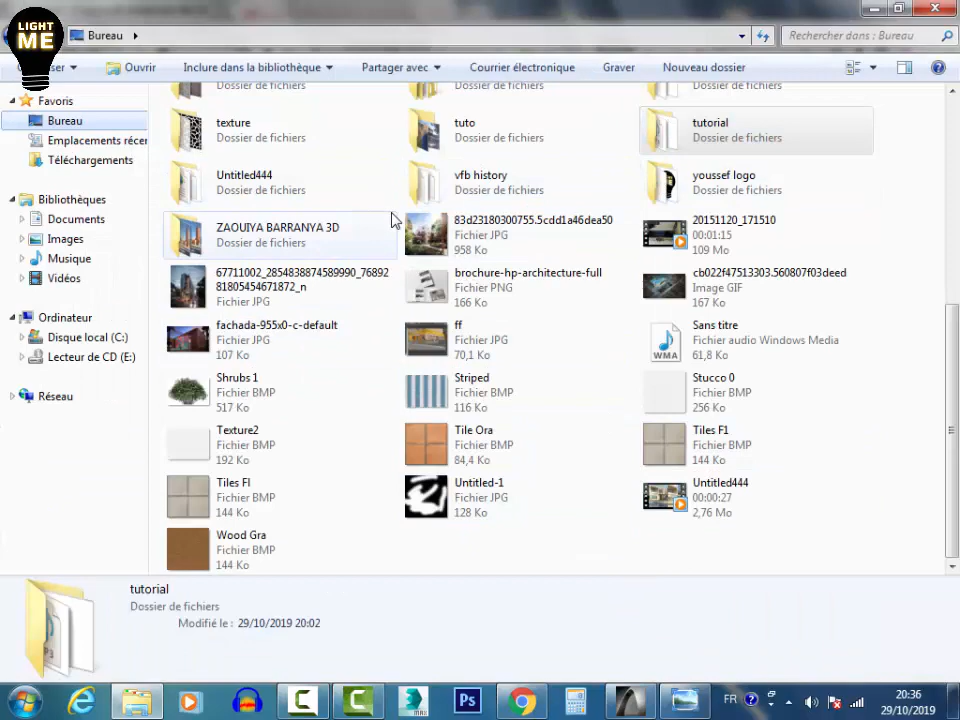 LIGHT
ME
Bureau
Rechercher dans : Bureau
Ouvrir
Inclure dans la bibliothèque
Partager avec
Courrier électronique
Graver
Nouveau dossier
Favoris
Bureau
Emplacements récer
Téléchargements
Bibliothèques
Documents
Images
Musique
Vidéos
Ordinateur
Disque local (C:)
Lecteur de CD (E:)
Réseau
Dossier de fichiers
Dossier de fichiers
Dossier de fichiers
texture
Dossier de fichiers
tuto
Dossier de fichiers
tutorial
Dossier de fichiers
Untitled444
Dossier de fichiers
vfb history
Dossier de fichiers
youssef logo
Dossier de fichiers
ZAOUIYA BARRANYA 3D
Dossier de fichiers
83d23180300755.5cdd1a46dea50
Fichier JPG
958 Ko
20151120_171510
00:01:15
109 Mo
67711002_2854838874589990_76892
81805454671872_n
Fichier JPG
brochure-hp-architecture-full
Fichier PNG
166 Ko
cb022f47513303.560807f03deed
Image GIF
167 Ko
fachada-955x0-c-default
Fichier JPG
107 Ko
ff
Fichier JPG
70,1 Ko
Sans titre
Fichier audio Windows Media
61,8 Ko
WMA
Shrubs 1
Fichier BMP
517 Ko
Striped
Fichier BMP
116 Ko
Stucco 0
Fichier BMP
256 Ko
Texture2
Fichier BMP
192 Ko
Tile Ora
Fichier BMP
84,4 Ko
Tiles F1
Fichier BMP
144 Ko
Tiles Fl
Fichier BMP
144 Ko
Untitled-1
Fichier JPG
128 Ko
Untitled444
00:00:27
2,76 Mo
Wood Gra
Fichier BMP
144 Ko
tutorial
Dossier de fichiers
Modifié le : 29/10/2019 20:02
Ps
FR
20:36
29/10/2019